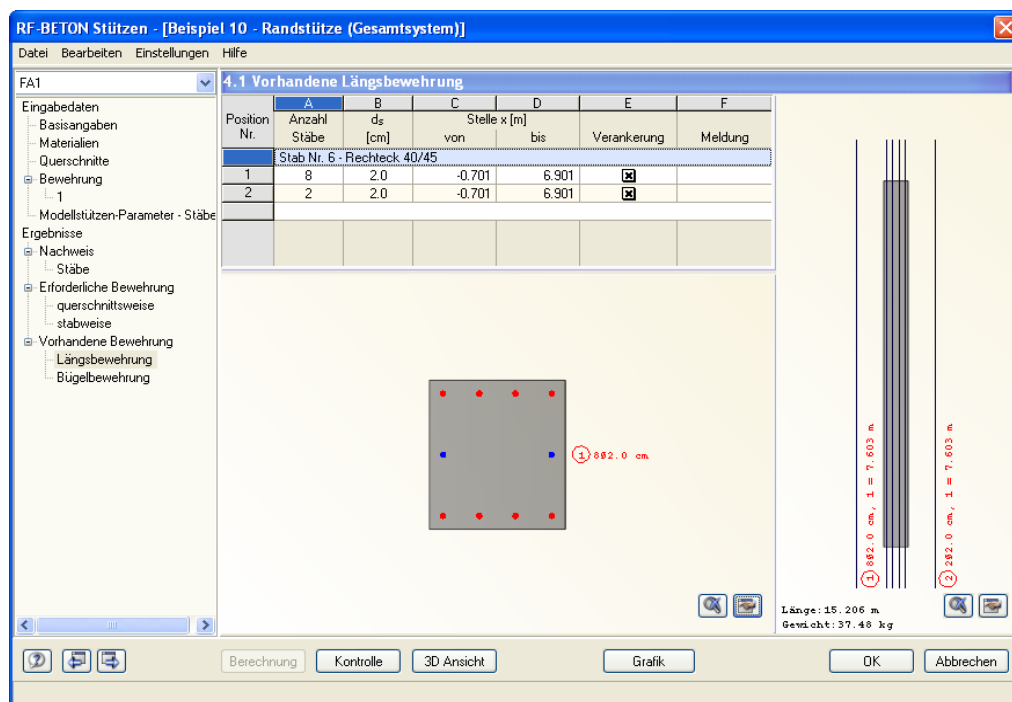 RF-BETON Stützen - [Beispiel 10 - Randstütze (Gesamtsystem)]
Datei Bearbeiten Einstellungen Hilfe
FA1
4.1 Vorhandene Längsbewehrung
Eingabedaten
Basisangaben
Materialien
Querschnitte
Bewehrung
1
Modellstützen-Parameter - Stäbe
Ergebnisse
Nachweis
Stäbe
Erforderliche Bewehrung
querschnittsweise
stabweise
Vorhandene Bewehrung
Längsbewehrung
Bügelbewehrung
A B C D E F
Position Anzahl ds Stelle x [m]
Nr. Stäbe [cm] von bis Verankerung Meldung
Stab Nr. 6 - Rechteck 40/45
1 8 2.0 -0.701 6.901
2 2 2.0 -0.701 6.901
1 8Ø2.0 cm
1 8Ø2.0 cm, l = 7.603 m
2 2Ø2.0 cm, l = 7.603 m
Länge:15.206 m
Gewicht:37.48 kg
Berechnung Kontrolle 3D Ansicht Grafik OK Abbrechen